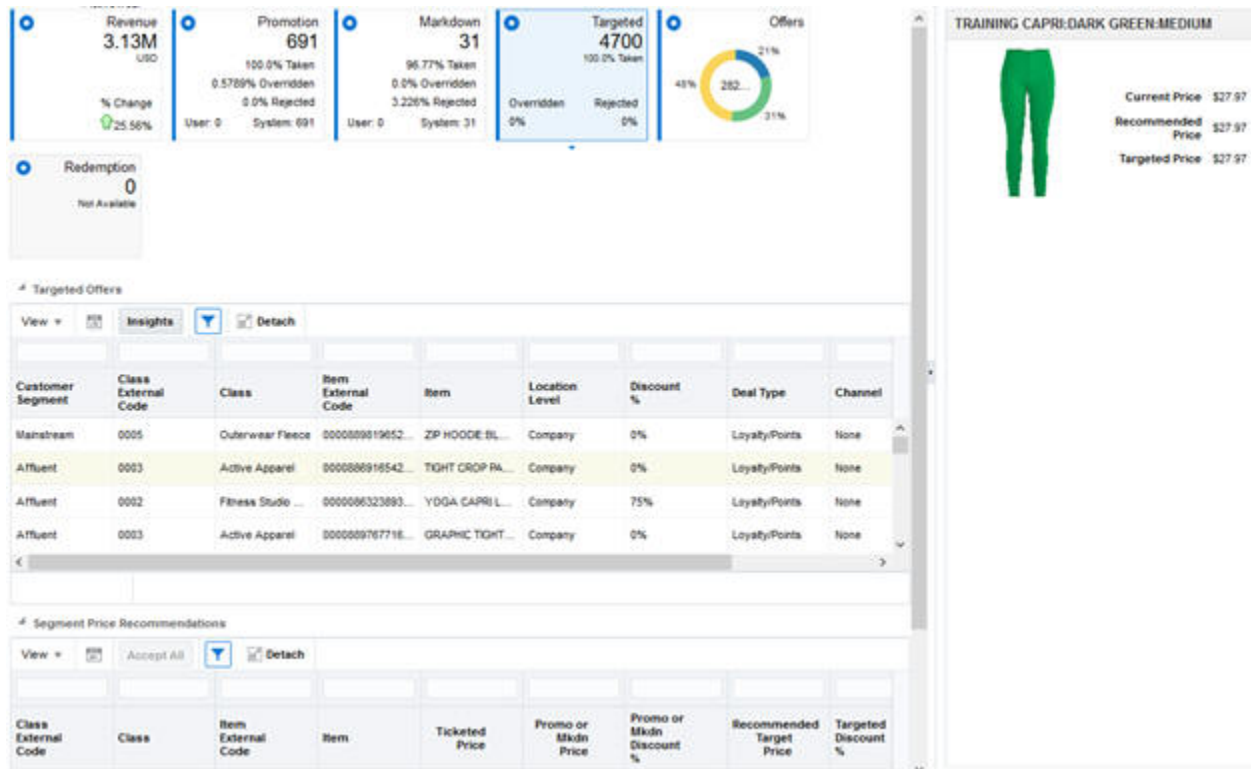 Revenue
3.13M
USD
% Change
25.56%
Promotion
691
100.0% Taken
0.5789% Overridden
0.0% Rejected
User: 0 System: 691
Markdown
31
96.77% Taken
0.0% Overridden
3.226% Rejected
User: 0 System: 31
Targeted
4700
100.0% Taken
Overridden Rejected
0% 0%
Offers
21%
48%
282...
31%
TRAINING CAPRI:DARK GREEN:MEDIUM
Current Price $27.97
Recommended
Price $27.97
Targeted Price $27.97
Redemption
0
Not Available
Targeted Offers
View Insights Detach
Customer Segment Class External Code Class Item External Code Item Location Level Discount % Deal Type Channel
Mainstream 0005 Outerwear Fleece 0000889819652... ZIP HOODIE:BL... Company 0% Loyalty/Points None
Affluent 0003 Active Apparel 0000886916542... TIGHT CROP PA... Company 0% Loyalty/Points None
Affluent 0002 Fitness Studio ... 0000086323893... YOGA CAPRI L... Company 75% Loyalty/Points None
Affluent 0003 Active Apparel 0000889767716... GRAPHIC TIGHT... Company 0% Loyalty/Points None
Segment Price Recommendations
View Accept All Detach
Class External Code Class Item External Code Item Ticketed Price Promo or Mkdn Price Promo or Mkdn Discount % Recommended Target Price Targeted Discount %